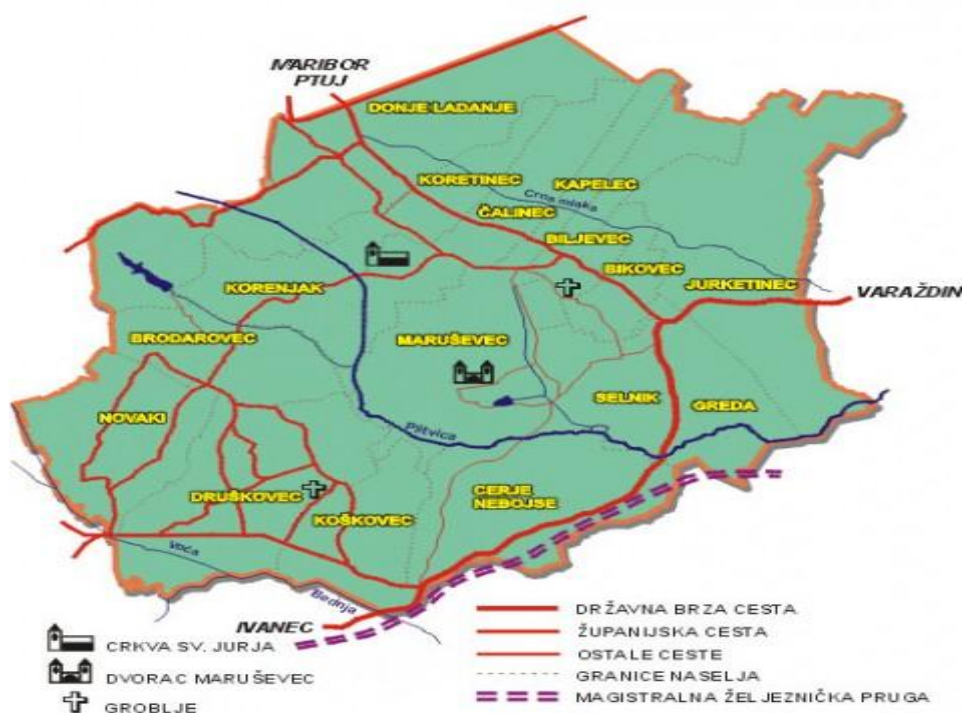 MARIBOR
PTUJ
DONJE LADANJE
KORETINEC
KAPELEC
Crna mlaka
ČALINEC
BILJEVEC
BIKOVEC
JURKETINEC
VARAŽDIN
KORENJAK
BRODAROVEC
MARUŠEVEC
SELNIK
GREDA
NOVAKI
Plitvica
DRUŠKOVEC
KOŠKOVEC
CERJE
NEBOJSE
Voća
Bednja
IVANEC
CRKVA SV. JURJA
DVORAC MARUŠEVEC
GROBLJE
DRŽAVNA BRZA CESTA
ŽUPANIJSKA CESTA
OSTALE CESTE
GRANICE NASELJA
MAGISTRALNA ŽELJEZNIČKA PRUGA